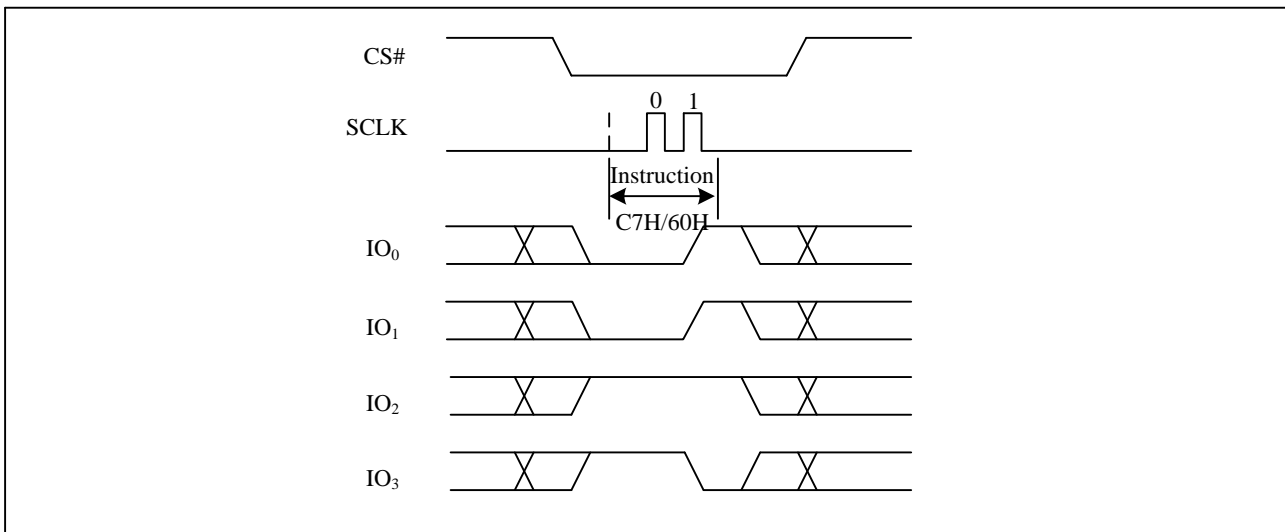 CS#
0 1
SCLK
Instruction
C7H/60H
IO₀
IO₁
IO₂
IO₃